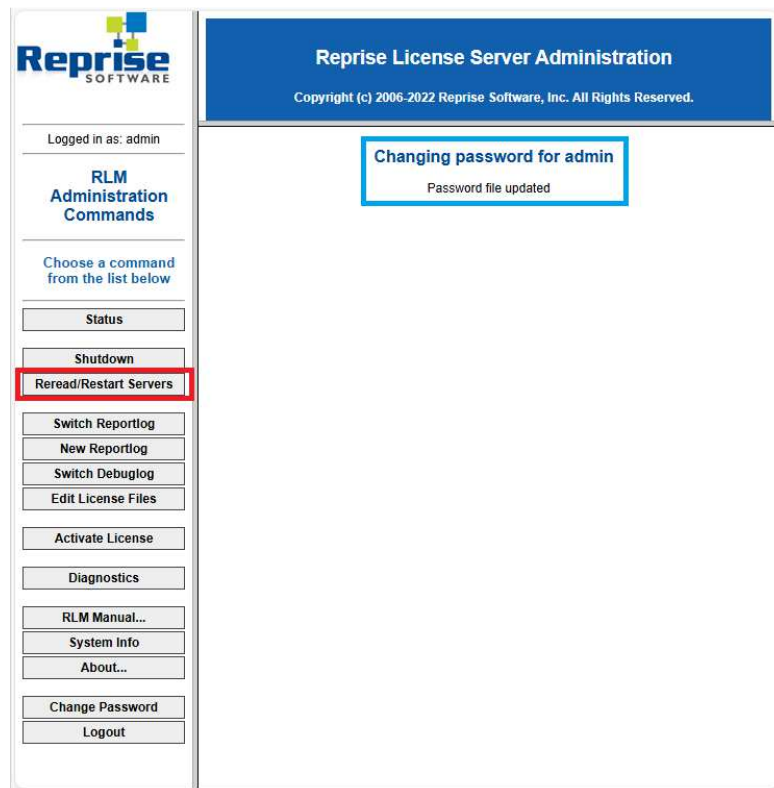 Reprise
SOFTWARE
Reprise License Server Administration
Copyright (c) 2006-2022 Reprise Software, Inc. All Rights Reserved.
Logged in as: admin
RLM
Administration
Commands
Choose a command
from the list below
Status
Shutdown
Reread/Restart Servers
Switch Reportlog
New Reportlog
Switch Debuglog
Edit License Files
Activate License
Diagnostics
RLM Manual...
System Info
About...
Change Password
Logout
Changing password for admin
Password file updated